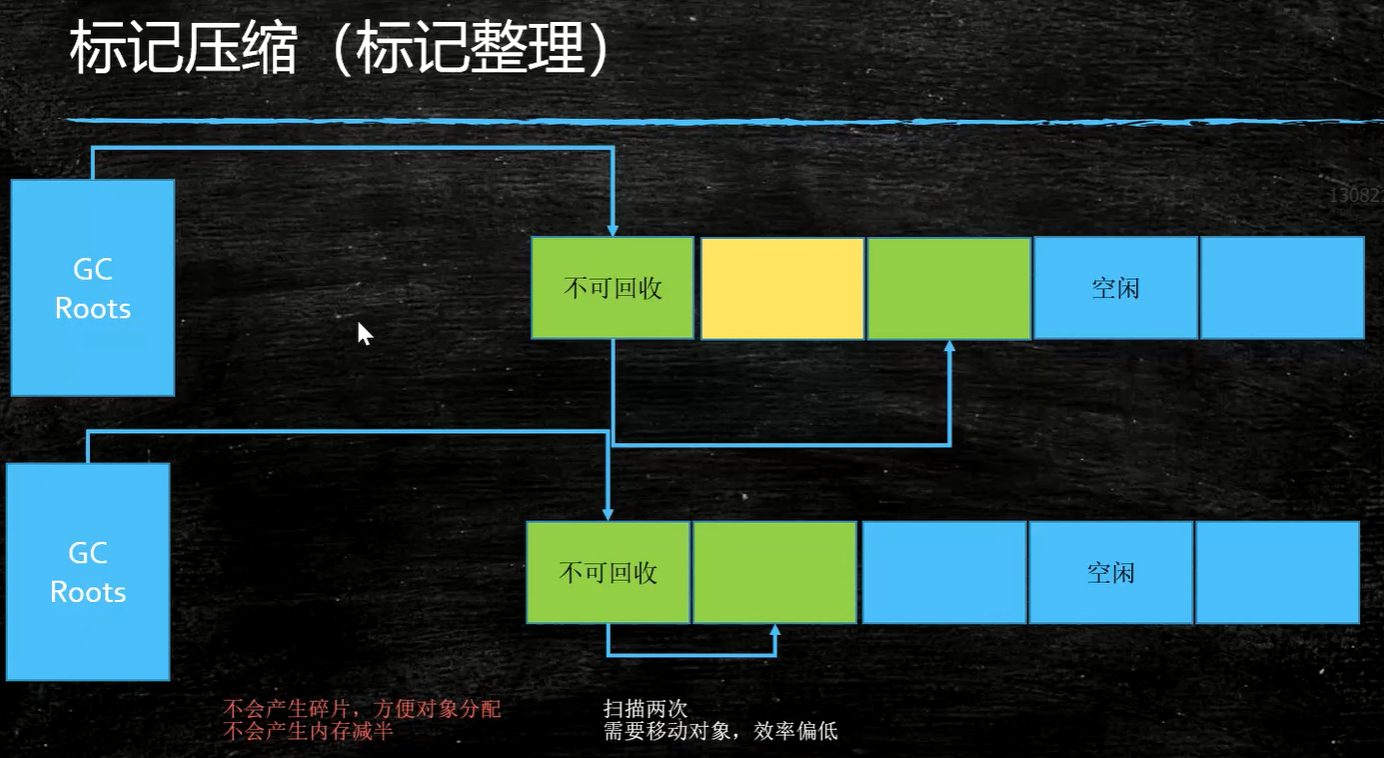 标记压缩（标记整理）
13082
GC
Roots
不可回收
空闲
GC
Roots
不可回收
空闲
不会产生碎片，方便对象分配
不会产生内存减半
扫描两次
需要移动对象，效率偏低